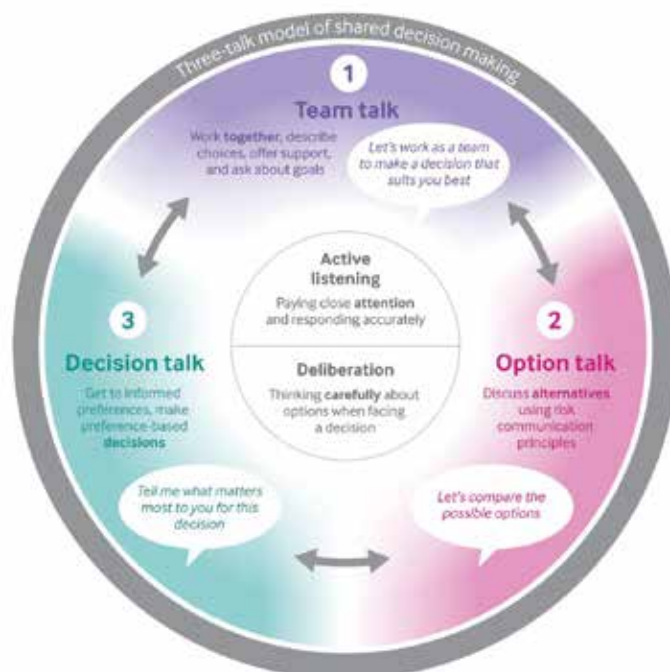 Three-talk model of shared decision making
1
Team talk
Work together, describe
choices, offer support,
and ask about goals
Let's work as a team
to make a decision that
suits you best
Active
listening
Paying close attention
and responding accurately
Deliberation
Thinking carefully about
options when facing
a decision
2
Option talk
Discuss alternatives
using risk
communication
principles
Let's compare the
possible options
3
Decision talk
Get to informed
preferences, make
preference-based
decisions
Tell me what matters
most to you for this
decision